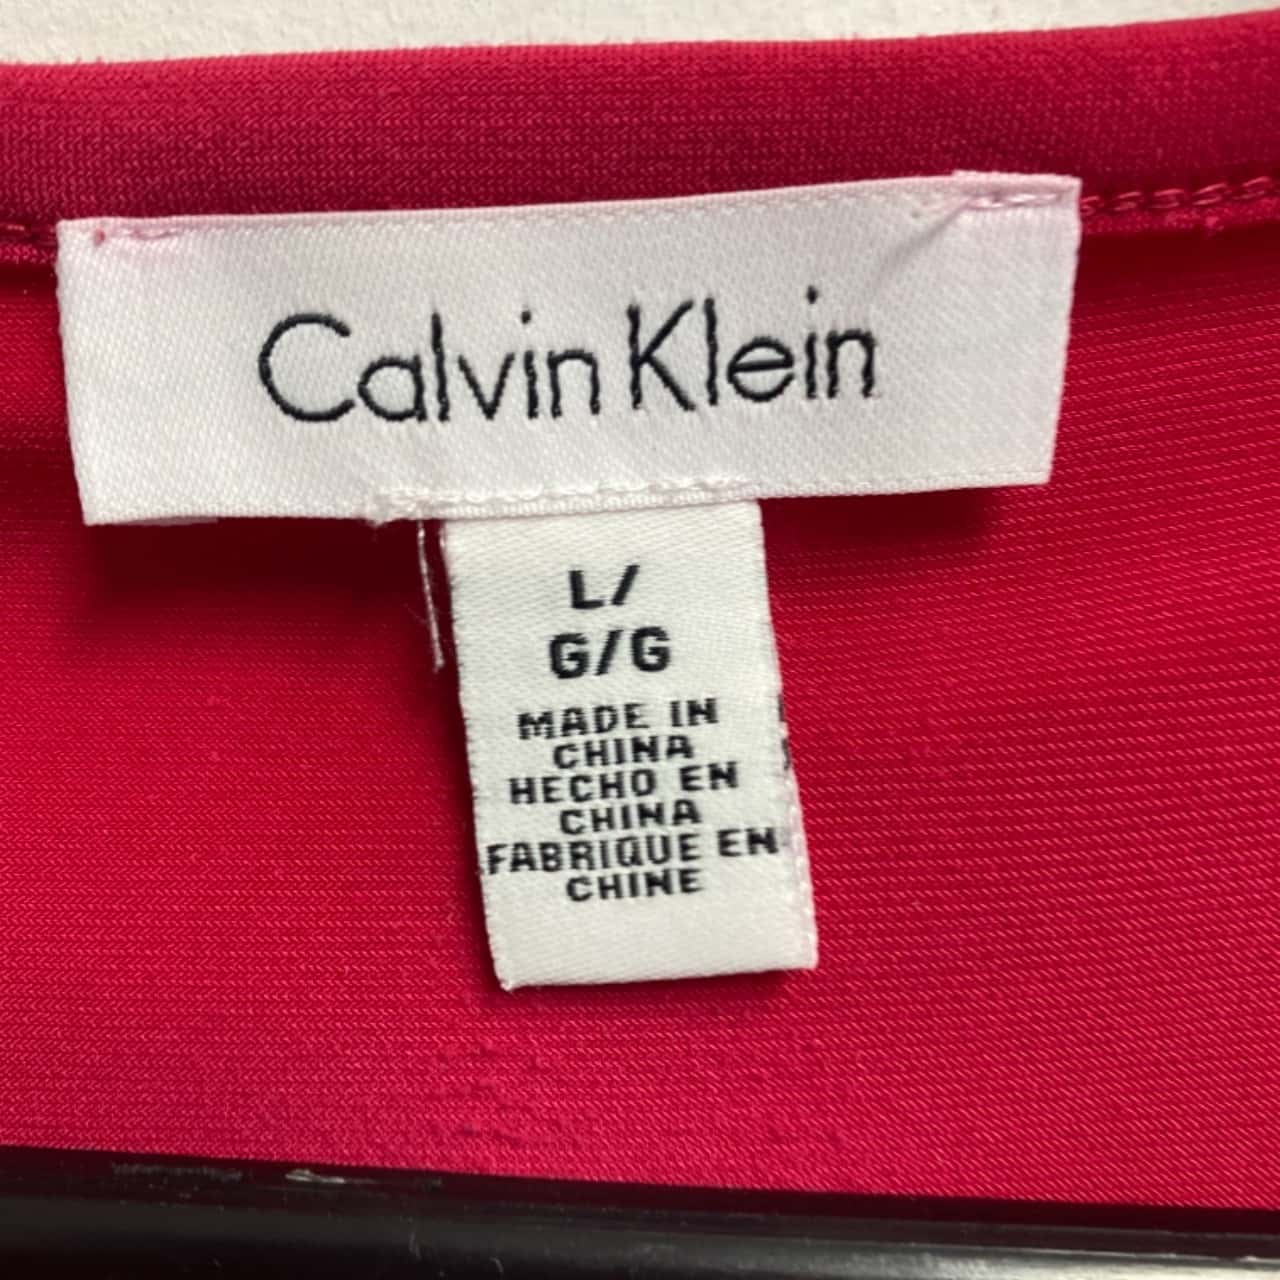 Calvin Klein
L/
G/G
MADE IN
CHINA
HECHO EN
CHINA
FABRIQUE EN
CHINE